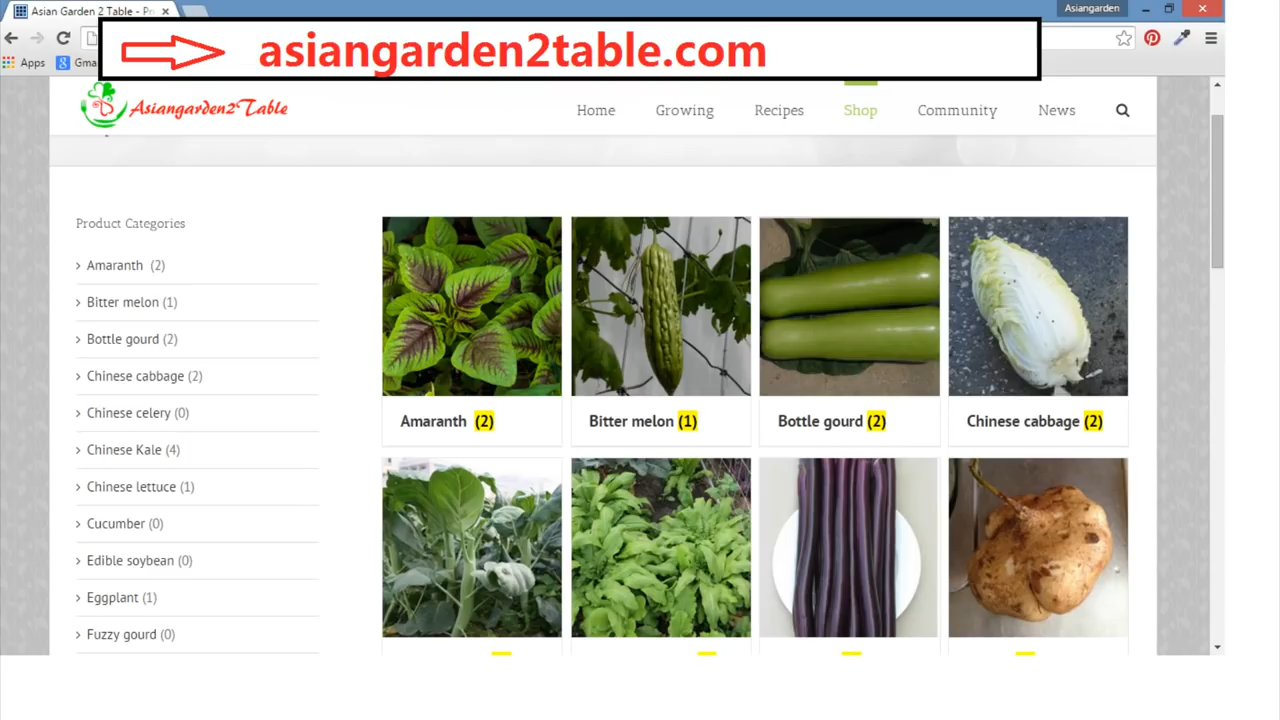 Asian Garden 2 Table - Pr
Asiangarden
asiangarden2table.com
Apps
Gma
Asiangarden2Table
Home
Growing
Recipes
Shop
Community
News
Product Categories
Amaranth (2)
Bitter melon (1)
Bottle gourd (2)
Chinese cabbage (2)
Chinese celery (0)
Chinese Kale (4)
Chinese lettuce (1)
Cucumber (0)
Edible soybean (0)
Eggplant (1)
Fuzzy gourd (0)
Amaranth (2)
Bitter melon (1)
Bottle gourd (2)
Chinese cabbage (2)